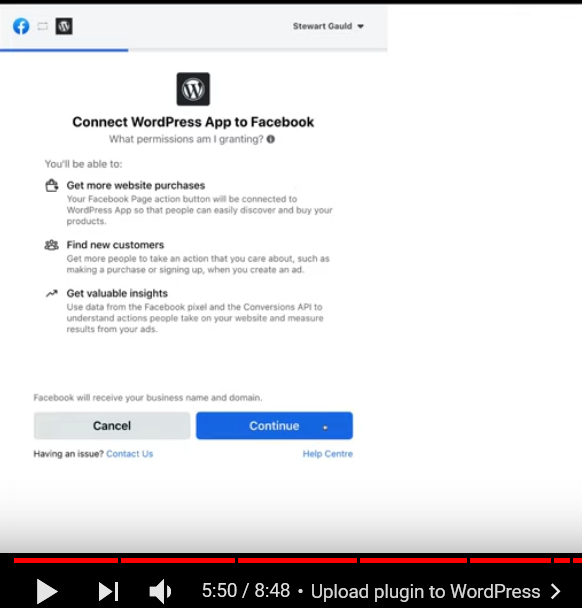 Stewart Gauld
Connect WordPress App to Facebook
What permissions am I granting?
You'll be able to:
Get more website purchases
Your Facebook Page action button will be connected to
WordPress App so that people can easily discover and buy your
products.
Find new customers
Get more people to take an action that you care about, such as
making a purchase or signing up, when you create an ad.
Get valuable insights
Use data from the Facebook pixel and the Conversions API to
understand actions people take on your website and measure
results from your ads.
Facebook will receive your business name and domain.
Cancel Continue
Having an issue? Contact Us Help Centre
5:50 / 8:48 • Upload plugin to WordPress